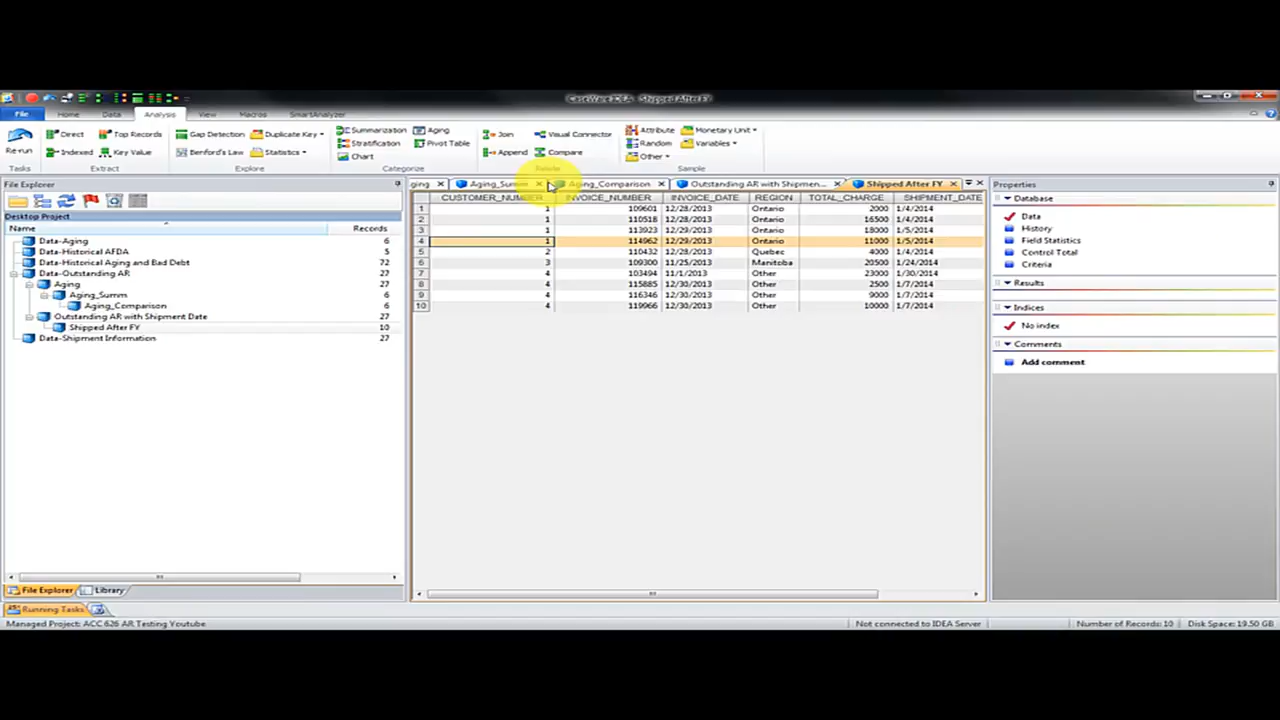 CaseWare IDEA - Shipped After FY
File Home Data Analysis View Macros SmartAnalyzer
Re-run
Tasks
Direct Top Records
Indexed Key Value
Extract
Gap Detection Duplicate Key
Benford's Law Statistics
Explore
Summarization Aging
Stratification Pivot Table
Chart
Categorize
Join Visual Connector
Append Compare
Relate
Attribute Monetary Unit
Random Variables
Other
Sample
File Explorer
Desktop Project
Name Records
Data-Aging 6
Data-Historical AFDA 5
Data-Historical Aging and Bad Debt 72
Data-Outstanding AR 27
Aging 27
Aging_Summ 6
Aging_Comparison 6
Outstanding AR with Shipment Date 27
Shipped After FY 10
Data-Shipment Information 27
File Explorer Library
Running Tasks
ging Aging_Summ Aging_Comparison Outstanding AR with Shipmen... Shipped After FY
CUSTOMER_NUMBER INVOICE_NUMBER INVOICE_DATE REGION TOTAL_CHARGE SHIPMENT_DATE
1 1 109601 12/28/2013 Ontario 2000 1/4/2014
2 1 110518 12/28/2013 Ontario 16500 1/4/2014
3 1 113923 12/29/2013 Ontario 18000 1/5/2014
4 1 114962 12/29/2013 Ontario 11000 1/5/2014
5 2 110432 12/28/2013 Quebec 4000 1/4/2014
6 3 109300 11/25/2013 Manitoba 20500 1/24/2014
7 4 103494 11/1/2013 Other 23000 1/30/2014
8 4 115885 12/30/2013 Other 2500 1/7/2014
9 4 116346 12/30/2013 Other 9000 1/7/2014
10 4 119966 12/30/2013 Other 10000 1/7/2014
Properties
Database
Data
History
Field Statistics
Control Total
Criteria
Results
Indices
No index
Comments
Add comment
Managed Project: ACC 626 AR Testing Youtube Not connected to IDEA Server Number of Records: 10 Disk Space: 19.50 GB